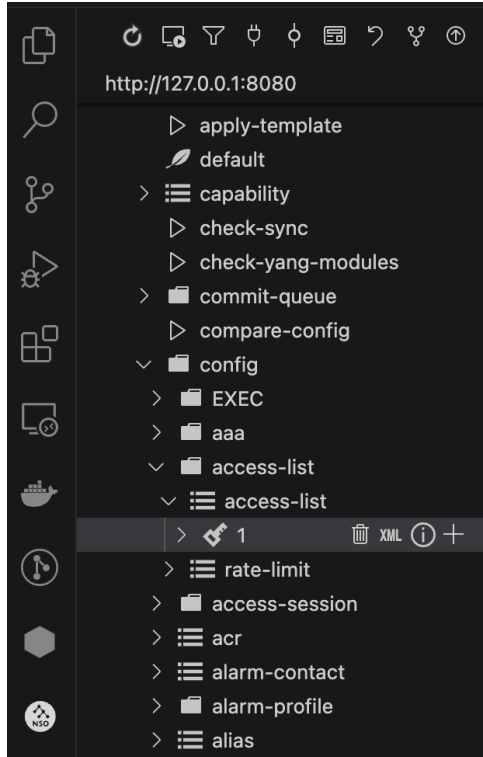 http://127.0.0.1:8080
apply-template
default
capability
check-sync
check-yang-modules
commit-queue
compare-config
config
EXEC
aaa
access-list
access-list
1 XML
rate-limit
access-session
acr
alarm-contact
alarm-profile
alias
NSO